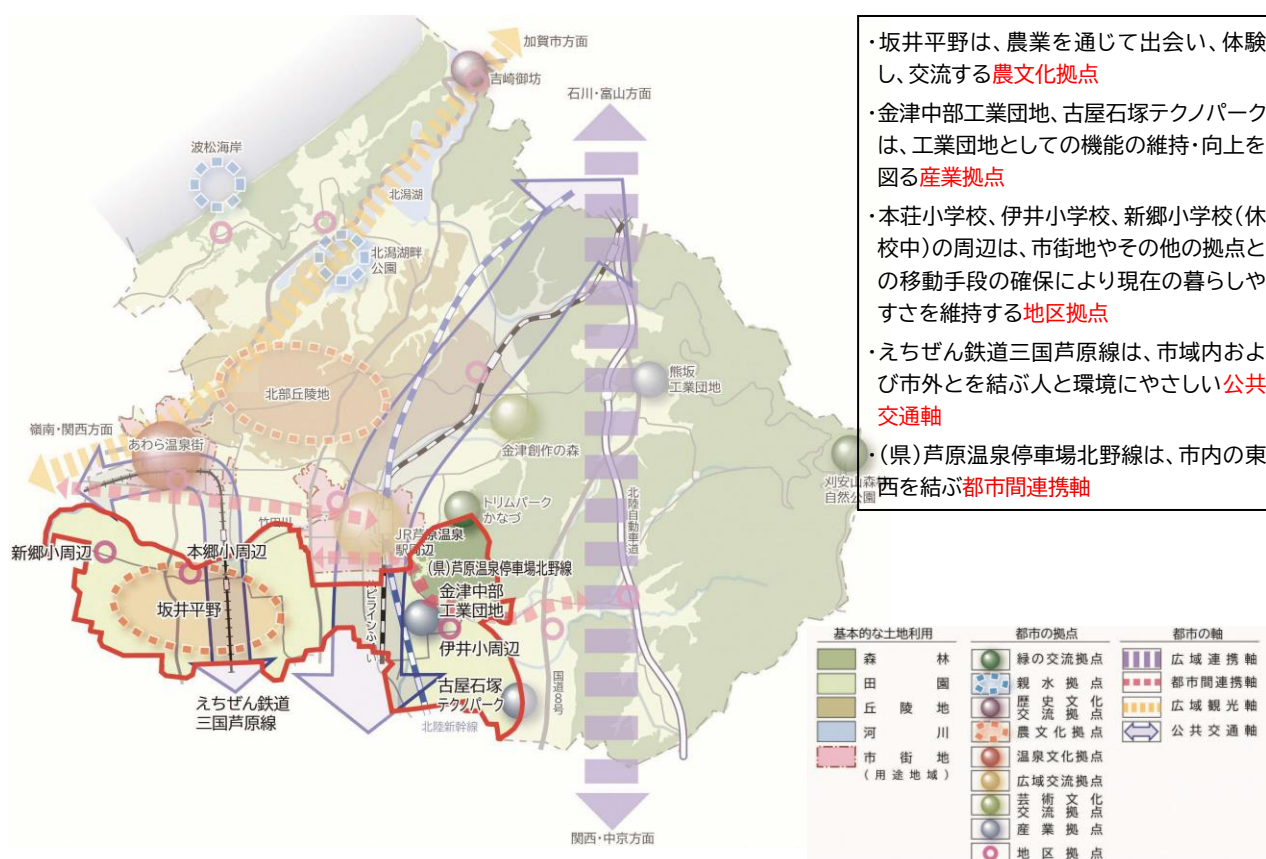 加賀市方面
吉崎御坊
石川・富山方面
波松海岸
北潟湖
北潟湖畔
公園
北部丘陵地
熊坂
工業団地
嶺南・関西方面
あわら温泉街
金津創作の森
刈安山森林
自然公園
トリムパーク
かなづ
北陸自動車道
竹田川
JR芦原温泉
駅周辺
新郷小周辺
本郷小周辺
(県)芦原温泉停車場北野線
金津中部
工業団地
坂井平野
伊井小周辺
えちぜん鉄道
三国芦原線
古屋石塚
テクノパーク
国道8号
北陸新幹線
関西・中京方面
・坂井平野は、農業を通じて出会い、体験
し、交流する農文化拠点
・金津中部工業団地、古屋石塚テクノパーク
は、工業団地としての機能の維持・向上を
図る産業拠点
・本荘小学校、伊井小学校、新郷小学校(休
校中)の周辺は、市街地やその他の拠点と
の移動手段の確保により現在の暮らしや
すさを維持する地区拠点
・えちぜん鉄道三国芦原線は、市域内およ
び市外とを結ぶ人と環境にやさしい公共
交通軸
・(県)芦原温泉停車場北野線は、市内の東
西を結ぶ都市間連携軸
基本的な土地利用
森林
田園
丘陵地
河川
市街地
(用途地域)
都市の拠点
緑の交流拠点
親水拠点
歴史文化
交流拠点
農文化拠点
温泉文化拠点
広域交流拠点
芸術文化
交流拠点
産業拠点
地区拠点
都市の軸
広域連携軸
都市間連携軸
広域観光軸
公共交通軸